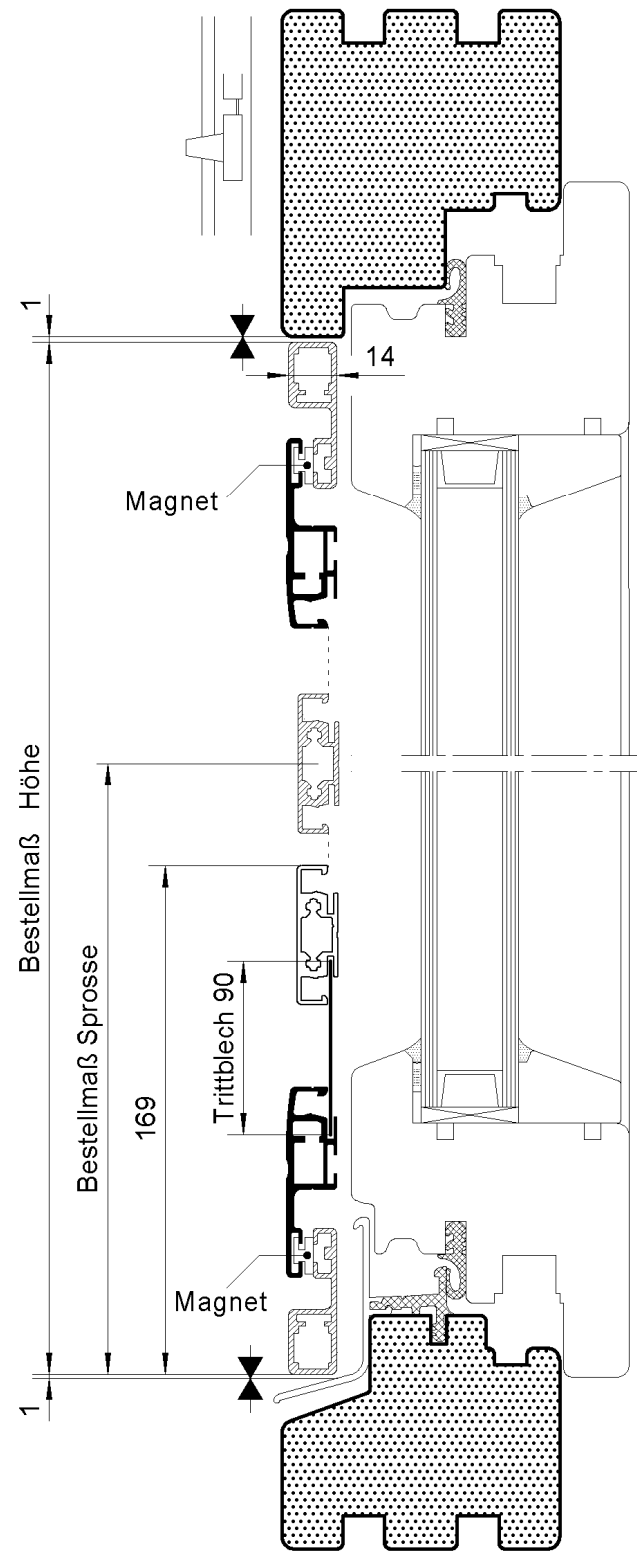 1
14
Magnet
Bestellmaß Höhe
Bestellmaß Sprosse
169
Trittblech 90
Magnet
1